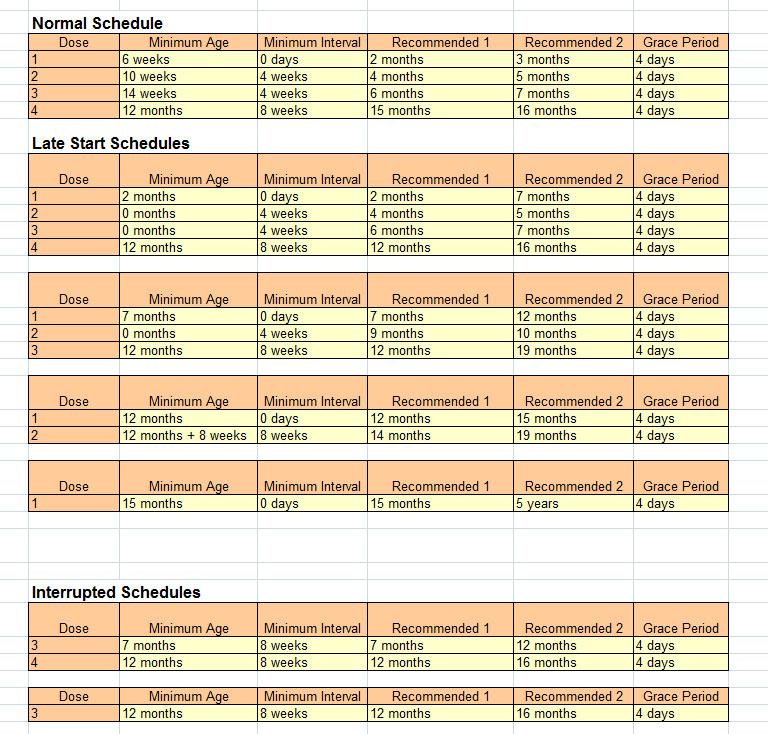 Normal Schedule
Dose Minimum Age Minimum Interval Recommended 1 Recommended 2 Grace Period
1 6 weeks 0 days 2 months 3 months 4 days
2 10 weeks 4 weeks 4 months 5 months 4 days
3 14 weeks 4 weeks 6 months 7 months 4 days
4 12 months 8 weeks 15 months 16 months 4 days
Late Start Schedules
Dose Minimum Age Minimum Interval Recommended 1 Recommended 2 Grace Period
1 2 months 0 days 2 months 7 months 4 days
2 0 months 4 weeks 4 months 5 months 4 days
3 0 months 4 weeks 6 months 7 months 4 days
4 12 months 8 weeks 12 months 16 months 4 days
Dose Minimum Age Minimum Interval Recommended 1 Recommended 2 Grace Period
1 7 months 0 days 7 months 12 months 4 days
2 0 months 4 weeks 9 months 10 months 4 days
3 12 months 8 weeks 12 months 19 months 4 days
Dose Minimum Age Minimum Interval Recommended 1 Recommended 2 Grace Period
1 12 months 0 days 12 months 15 months 4 days
2 12 months + 8 weeks 8 weeks 14 months 19 months 4 days
Dose Minimum Age Minimum Interval Recommended 1 Recommended 2 Grace Period
1 15 months 0 days 15 months 5 years 4 days
Interrupted Schedules
Dose Minimum Age Minimum Interval Recommended 1 Recommended 2 Grace Period
3 7 months 8 weeks 7 months 12 months 4 days
4 12 months 8 weeks 12 months 16 months 4 days
Dose Minimum Age Minimum Interval Recommended 1 Recommended 2 Grace Period
3 12 months 8 weeks 12 months 16 months 4 days